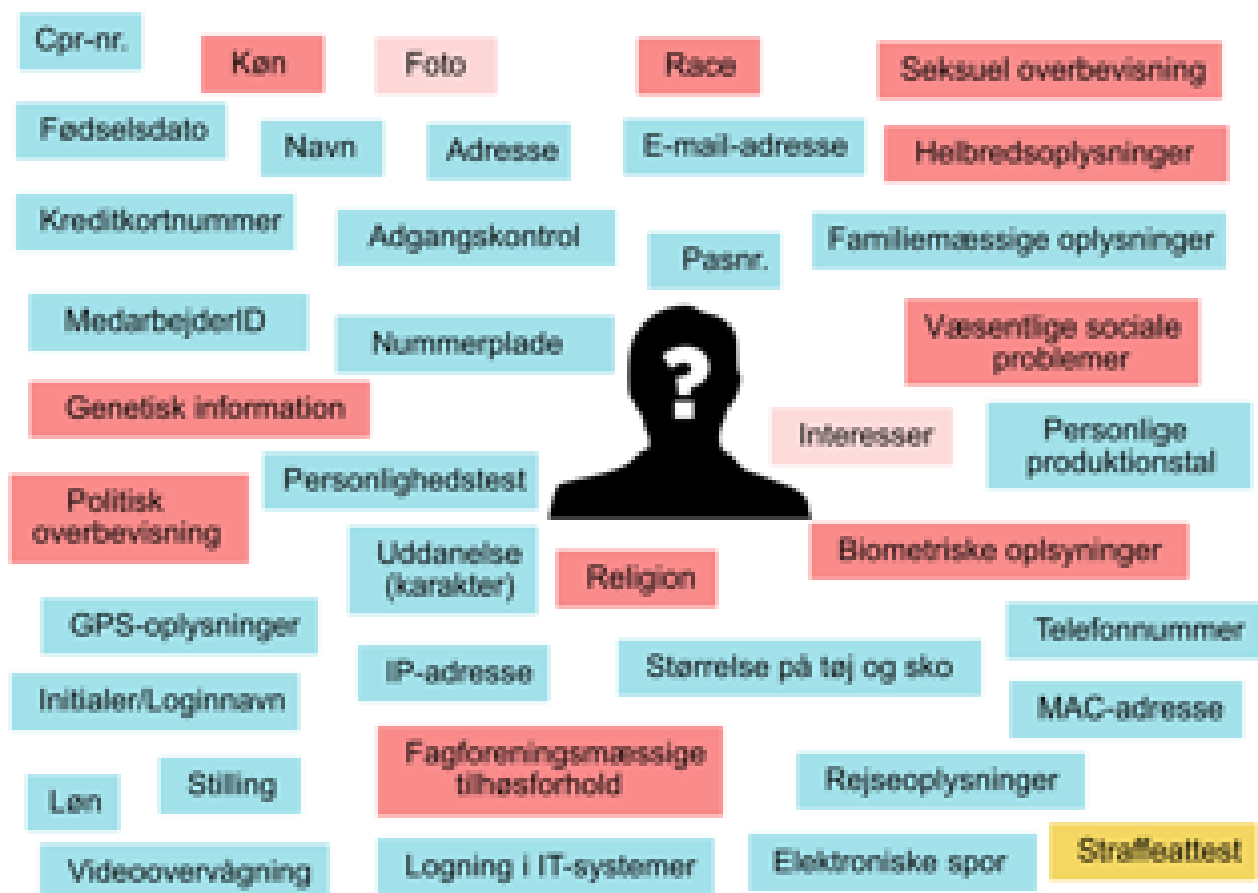 Cpr-nr.
Køn
Foto
Race
Seksuel overbevisning
Fødselsdato
Navn
Adresse
E-mail-adresse
Helbredsoplysninger
Kreditkortnummer
Adgangskontrol
Pasnr.
Familiemæssige oplysninger
MedarbejderID
Nummerplade
?
Væsentlige sociale
problemer
Genetisk information
Interesser
Personlige
produktionstal
Politisk
overbevisning
Personlighedstest
Uddanelse
(karakter)
Religion
Biometriske oplsyninger
GPS-oplysninger
IP-adresse
Størrelse på tøj og sko
Telefonnummer
Initialer/Loginnavn
MAC-adresse
Fagforeningsmæssige
tilhøsforhold
Løn
Stilling
Rejseoplysninger
Videoovervågning
Logning i IT-systemer
Elektroniske spor
Straffeattest